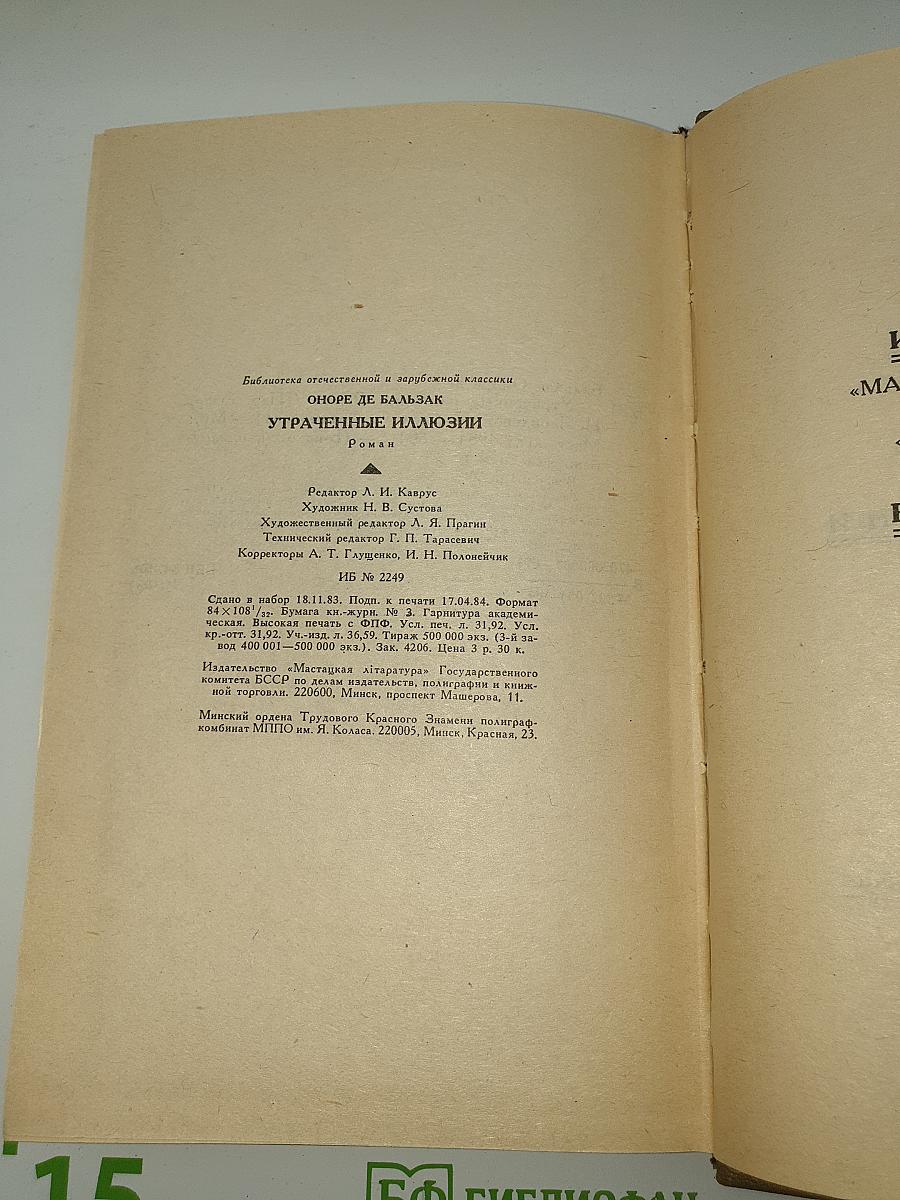 Библиотека отечественной и зарубежной классики
ОНОРЕ ДЕ БАЛЬЗАК
УТРАЧЕННЫЕ ИЛЛЮЗИИ
Роман
Редактор Л. И. Каврус
Художник Н. В. Сустова
Художественный редактор Л. Я. Прагин
Технический редактор Г. П. Тарасевич
Корректоры А. Т. Глущенко, И. Н. Полонейчик
ИБ № 2249
Сдано в набор 18.11.83. Подп. к печати 17.04.84. Формат
84×108¹/₃₂. Бумага кн.-журн. № 3. Гарнитура академи-
ческая. Высокая печать с ФПФ. Усл. печ. л. 31,92. Усл.
кр.-отт. 31,92. Уч.-изд. л. 36,59. Тираж 500 000 экз. (3-й за-
вод 400 001—500 000 экз.). Зак. 4206. Цена 3 р. 30 к.
Издательство «Мастацкая літаратура» Государственного
комитета БССР по делам издательств, полиграфии и книж-
ной торговли. 220600, Минск, проспект Машерова, 11.
Минский ордена Трудового Красного Знамени полиграф-
комбинат МППО им. Я. Коласа. 220005, Минск, Красная, 23.
«МА
15
БФ БИБЛИОФАН